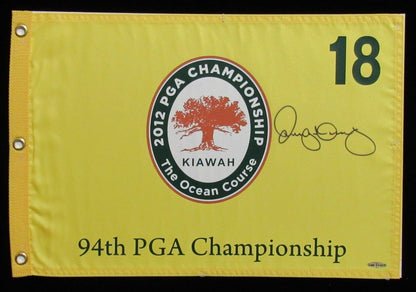 18
2012 PGA CHAMPIONSHIP
KIAWAH
The Ocean Course
94th PGA Championship